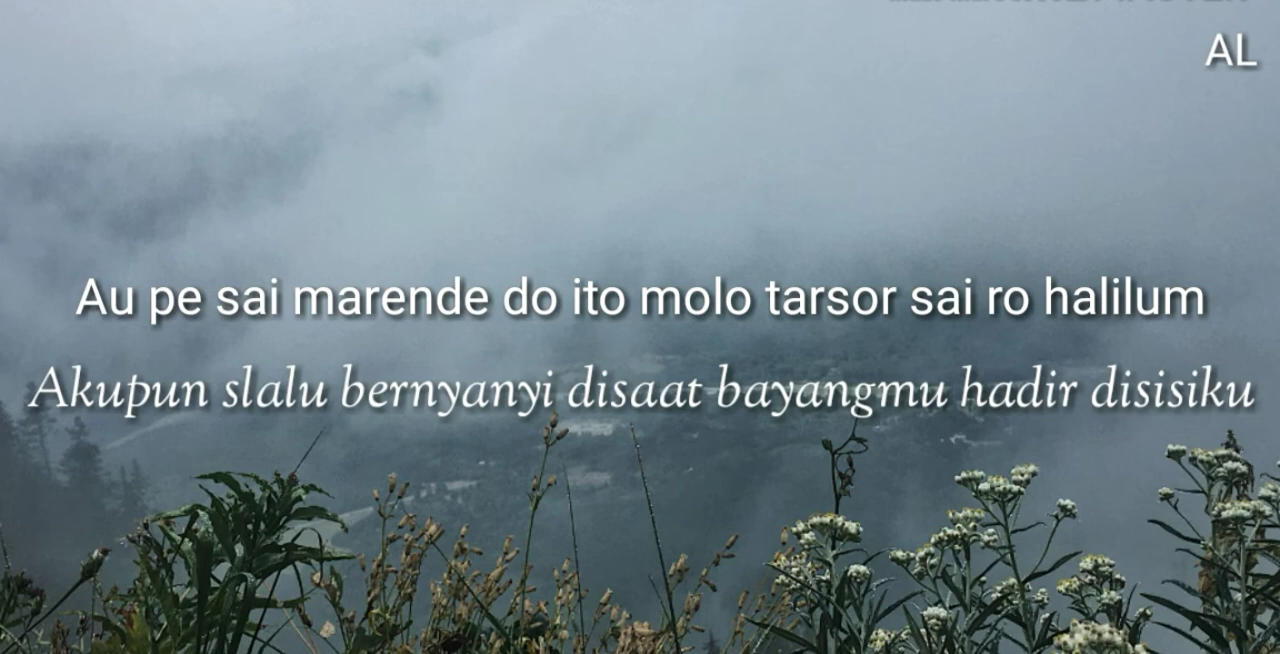 AL
Au pe sai marende do ito molo tarsor sai ro halilum
Akupun slalu bernyanyi disaat bayangmu hadir disisiku